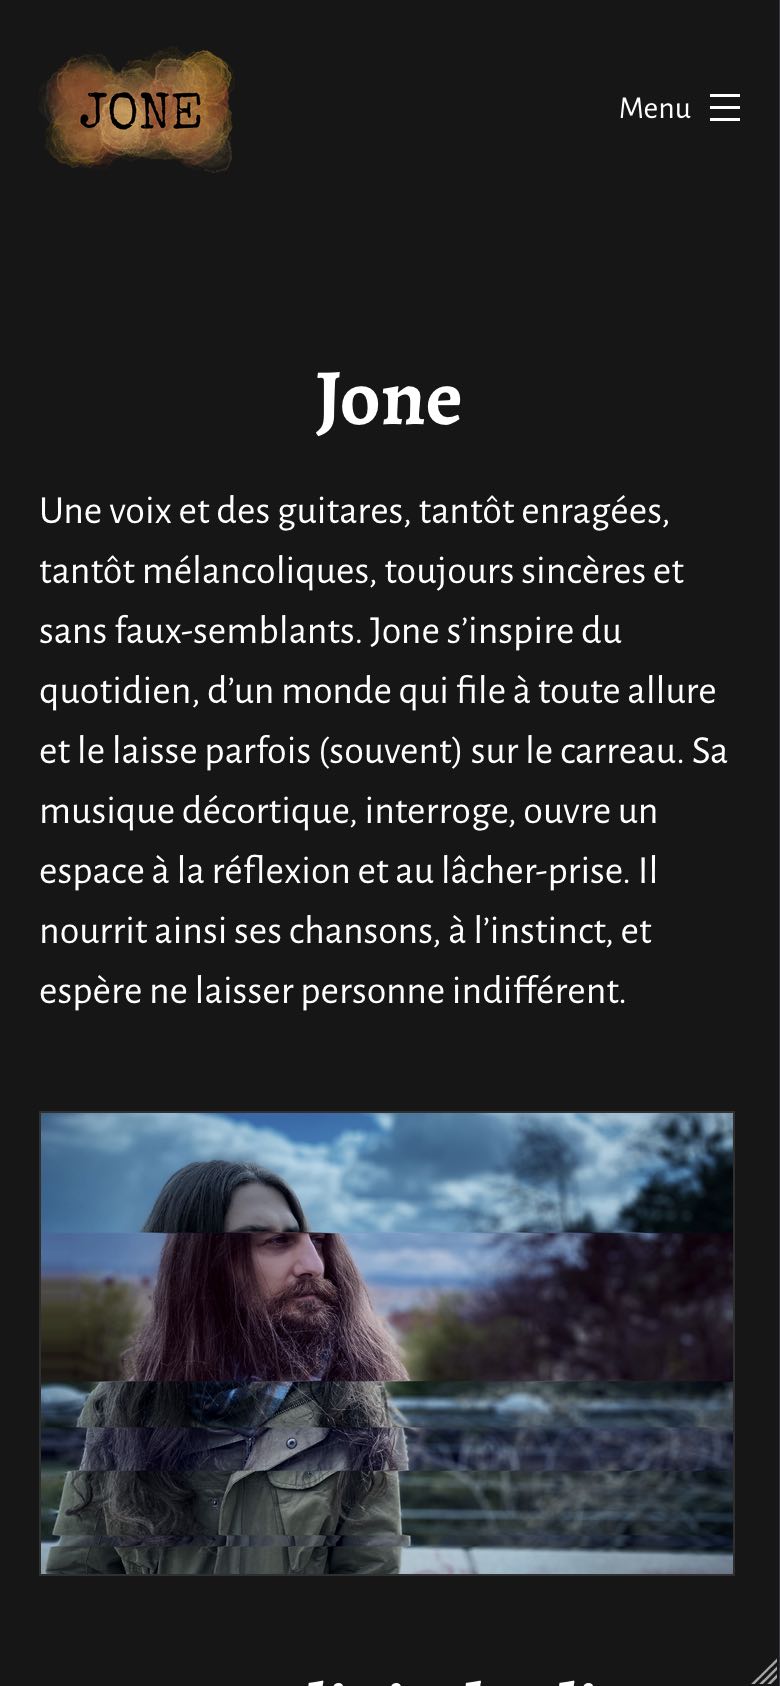 JONE
Menu
Jone
Une voix et des guitares, tantôt enragées,
tantôt mélancoliques, toujours sincères et
sans faux-semblants. Jone s’inspire du
quotidien, d’un monde qui file à toute allure
et le laisse parfois (souvent) sur le carreau. Sa
musique décortique, interroge, ouvre un
espace à la réflexion et au lâcher-prise. Il
nourrit ainsi ses chansons, à l’instinct, et
espère ne laisser personne indifférent.